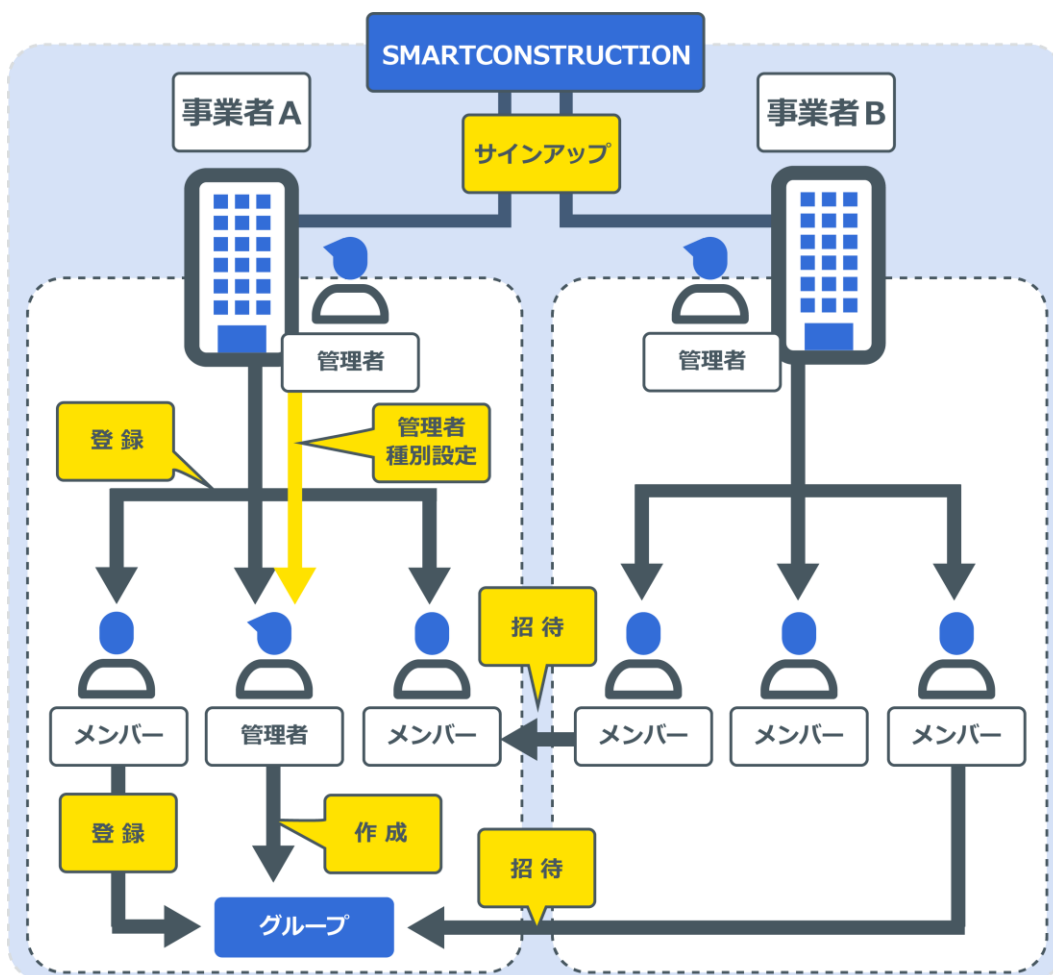 SMARTCONSTRUCTION
事業者A
事業者B
サインアップ
管理者
管理者
登録
管理者
種別設定
招待
メンバー
管理者
メンバー
メンバー
メンバー
メンバー
登録
作成
招待
グループ